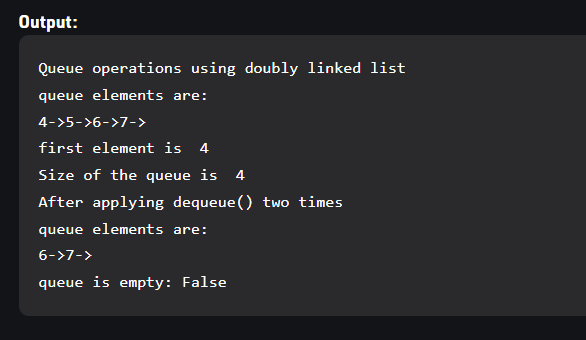 Output:
Queue operations using doubly linked list
queue elements are:
4->5->6->7->
first element is  4
Size of the queue is  4
After applying dequeue() two times
queue elements are:
6->7->
queue is empty: False